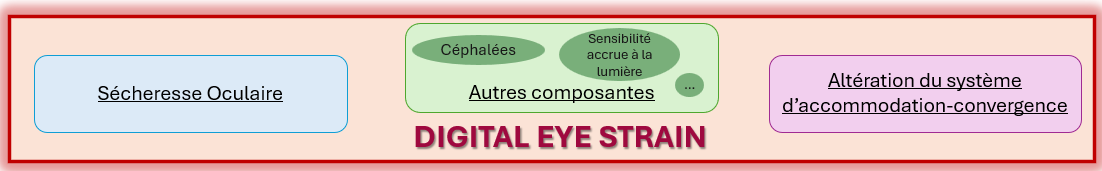 Sécheresse Oculaire
Céphalées
Sensibilité
accrue à la
lumière
...
Autres composantes
Altération du système
d’accommodation-convergence
DIGITAL EYE STRAIN